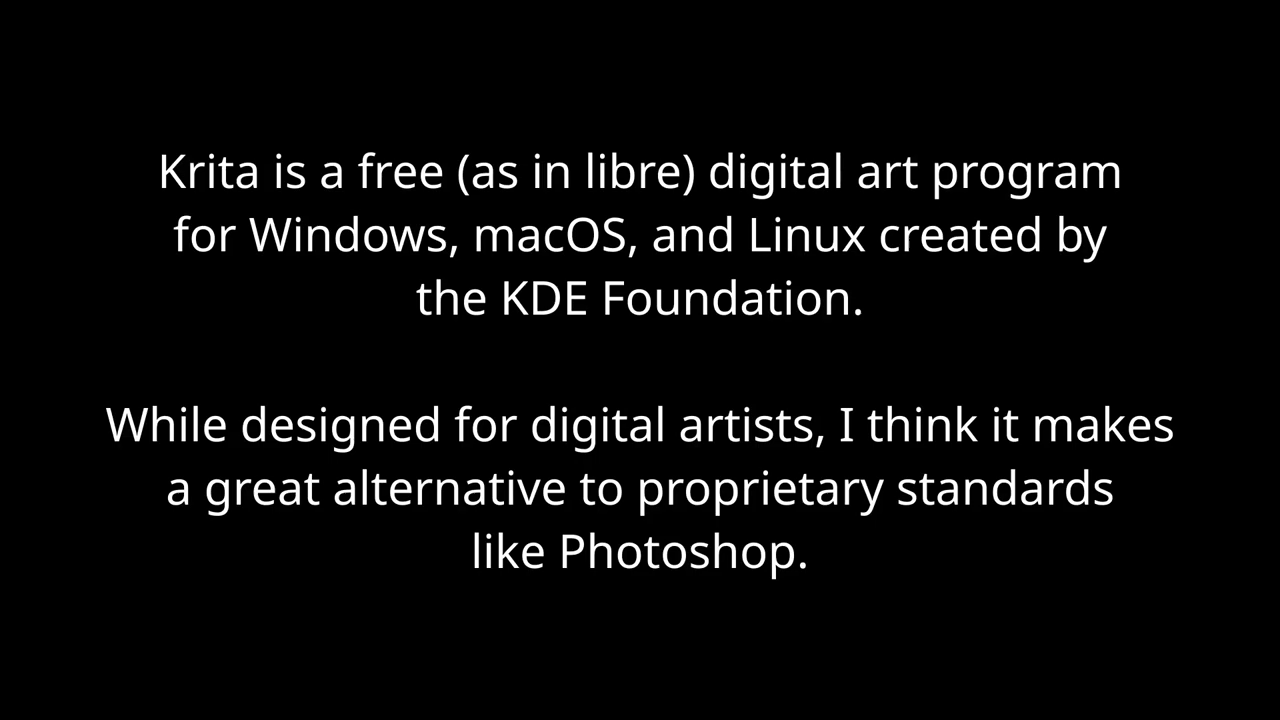 Krita is a free (as in libre) digital art program
for Windows, macOS, and Linux created by
the KDE Foundation.
While designed for digital artists, I think it makes
a great alternative to proprietary standards
like Photoshop.